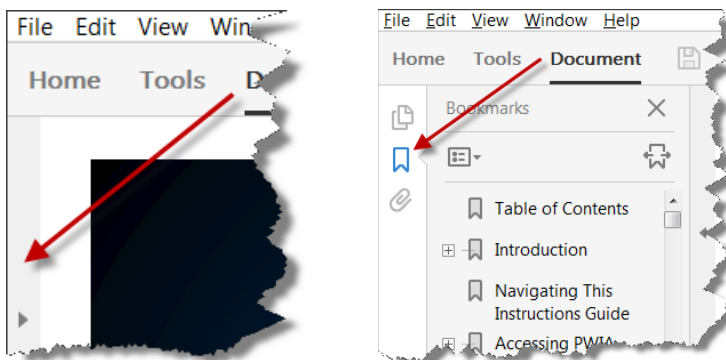 File Edit View Win
Home Tools
File Edit View Window Help
Home Tools Document
Bookmarks
Table of Contents
Introduction
Navigating This
Instructions Guide
Accessing